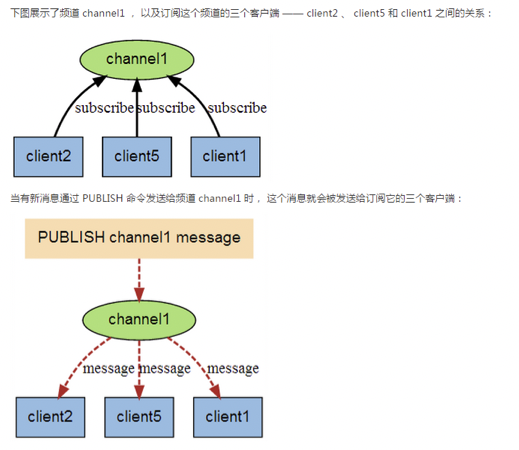 下图展示了频道 channel1 ， 以及订阅这个频道的三个客户端 —— client2 、 client5 和 client1 之间的关系：
channel1
subscribe subscribe subscribe
client2 client5 client1
当有新消息通过 PUBLISH 命令发送给频道 channel1 时， 这个消息就会被发送给订阅它的三个客户端：
PUBLISH channel1 message
channel1
message message message
client2 client5 client1